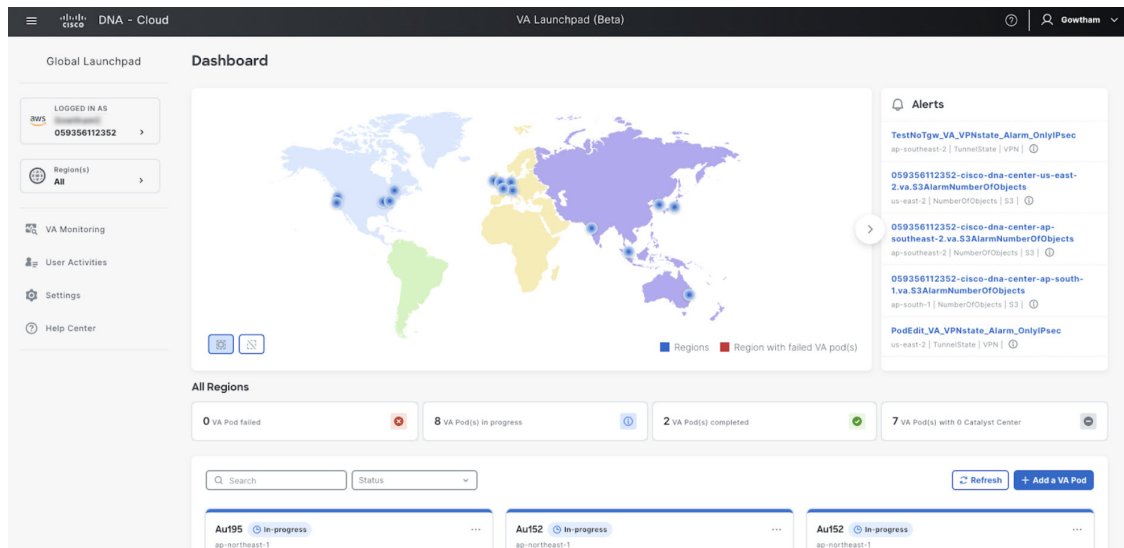 cisco DNA - Cloud
VA Launchpad (Beta)
Gowtham
Global Launchpad
LOGGED IN AS
aws
059356112352
Region(s)
All
VA Monitoring
User Activities
Settings
Help Center
Dashboard
Regions
Region with failed VA pod(s)
Alerts
TestNoTgw_VA_VPNstate_Alarm_OnlyIPsec
ap-southeast-2 | TunnelState | VPN |
059356112352-cisco-dna-center-us-east-
2.va.S3AlarmNumberOfObjects
us-east-2 | NumberOfObjects | S3 |
059356112352-cisco-dna-center-ap-
southeast-2.va.S3AlarmNumberOfObjects
ap-southeast-2 | NumberOfObjects | S3 |
059356112352-cisco-dna-center-ap-south-
1.va.S3AlarmNumberOfObjects
ap-south-1 | NumberOfObjects | S3 |
PodEdit_VA_VPNstate_Alarm_OnlyIPsec
us-east-2 | TunnelState | VPN |
All Regions
0 VA Pod failed
8 VA Pod(s) in progress
2 VA Pod(s) completed
7 VA Pod(s) with 0 Catalyst Center
Search
Status
Refresh
+ Add a VA Pod
Au195 In-progress
ap-northeast-1
Au152 In-progress
ap-northeast-1
Au152 In-progress
ap-northeast-1